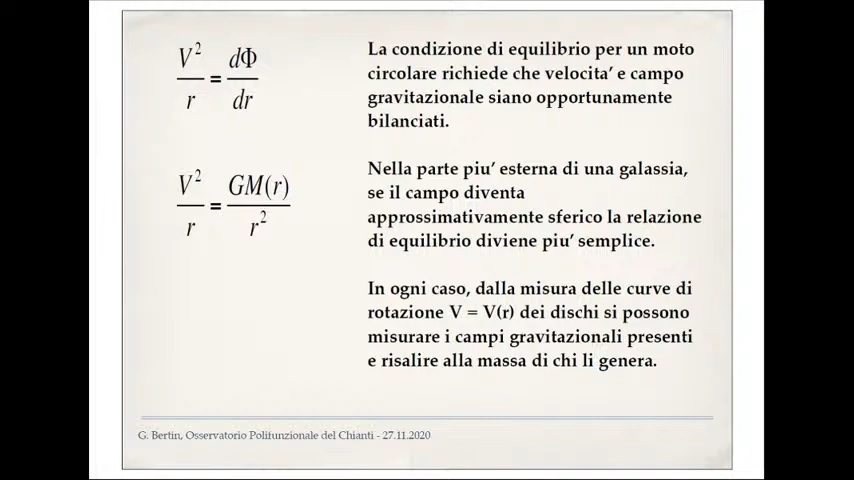 V²/r = dΦ/dr
La condizione di equilibrio per un moto
circolare richiede che velocita' e campo
gravitazionale siano opportunamente
bilanciati.
V²/r = GM(r)/r²
Nella parte piu' esterna di una galassia,
se il campo diventa
approssimativamente sferico la relazione
di equilibrio diviene piu' semplice.
In ogni caso, dalla misura delle curve di
rotazione V = V(r) dei dischi si possono
misurare i campi gravitazionali presenti
e risalire alla massa di chi li genera.
G. Bertin, Osservatorio Polifunzionale del Chianti - 27.11.2020